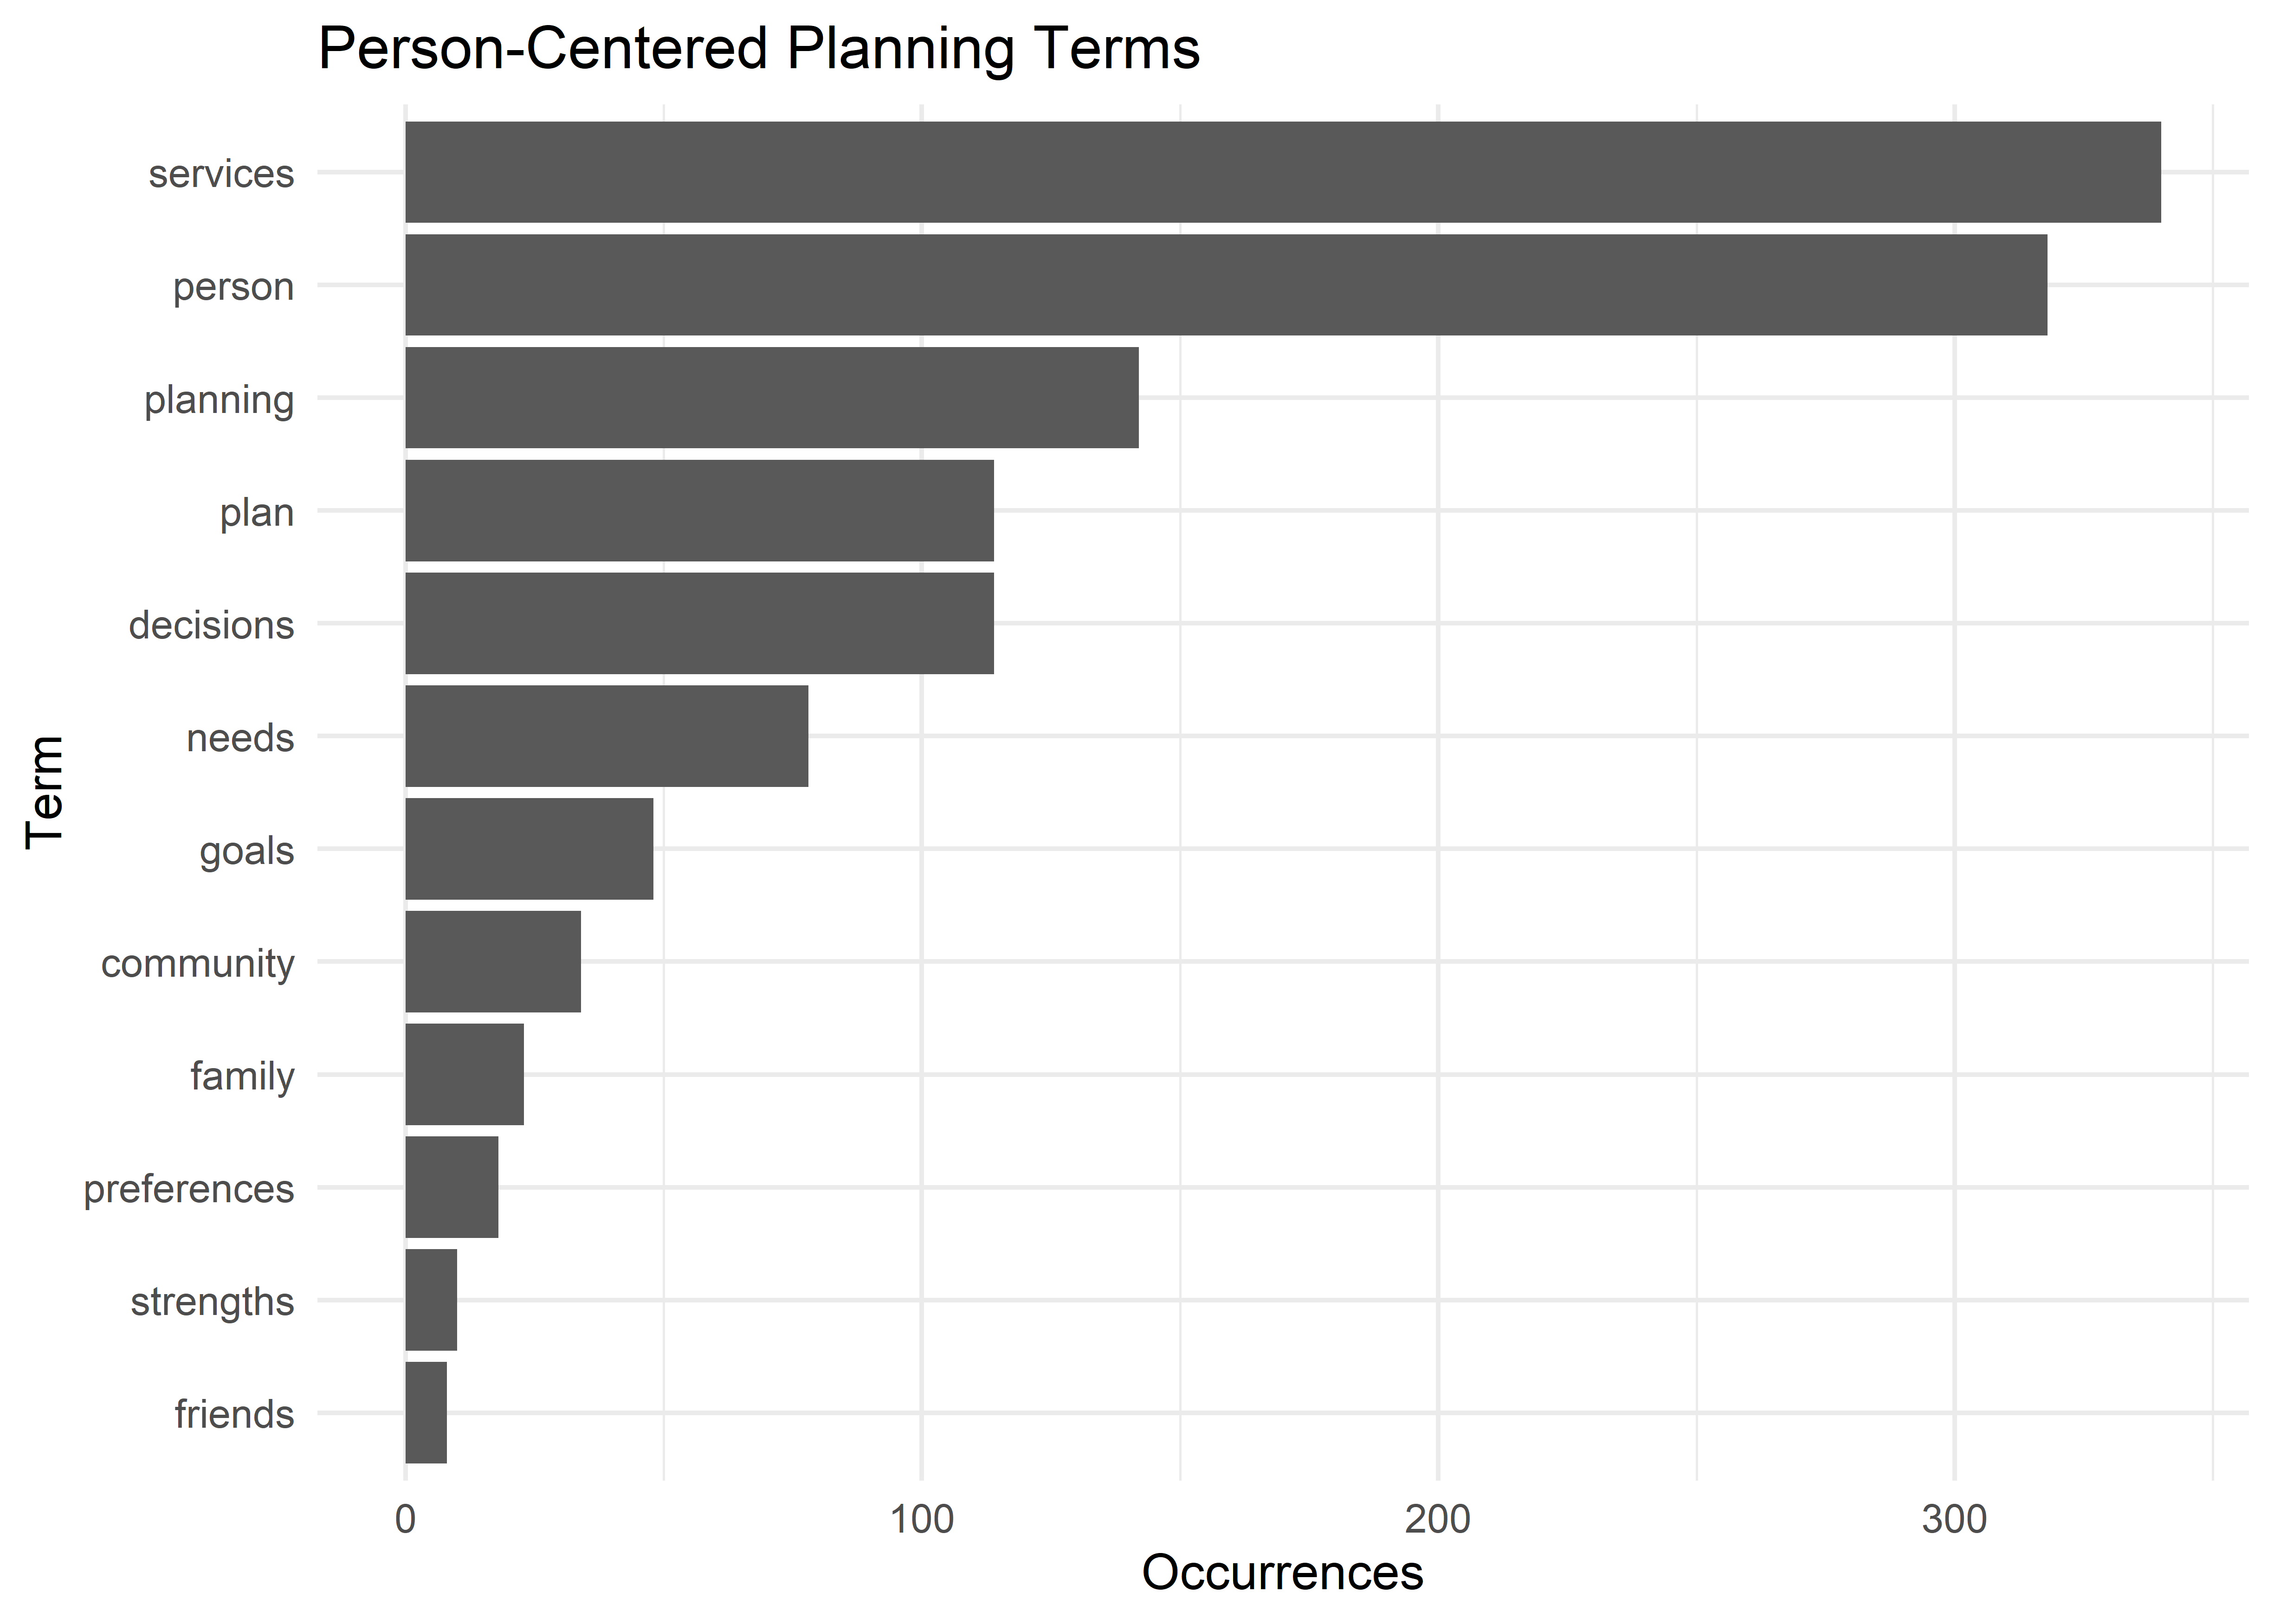 Person-Centered Planning Terms
services
person
planning
plan
decisions
needs
goals
community
family
preferences
strengths
friends
Term
0 100 200 300
Occurrences